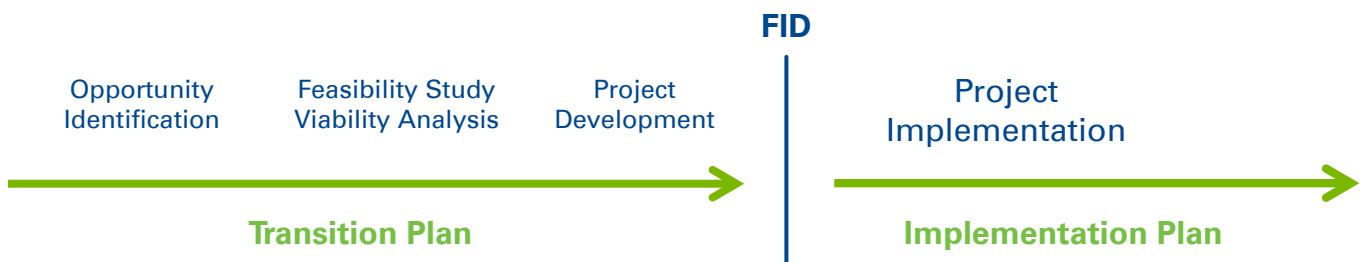 FID
Opportunity
Identification
Feasibility Study
Viability Analysis
Project
Development
Project
Implementation
Transition Plan
Implementation Plan